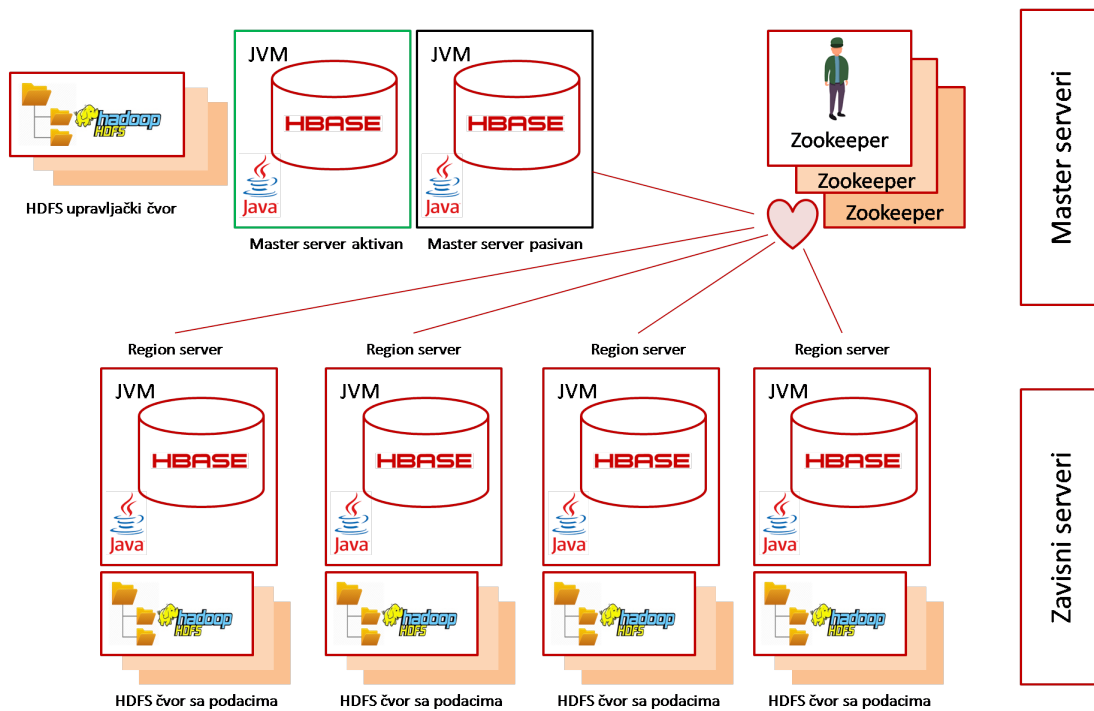 JVM
HBASE
Java
Master server aktivan
JVM
HBASE
Java
Master server pasivan
hadoop
HDFS
HDFS upravljački čvor
Zookeeper
Zookeeper
Zookeeper
Master serveri
Region server
JVM
HBASE
Java
hadoop
HDFS
HDFS čvor sa podacima
Region server
JVM
HBASE
Java
hadoop
HDFS
HDFS čvor sa podacima
Region server
JVM
HBASE
Java
hadoop
HDFS
HDFS čvor sa podacima
Region server
JVM
HBASE
Java
hadoop
HDFS
HDFS čvor sa podacima
Zavisni serveri